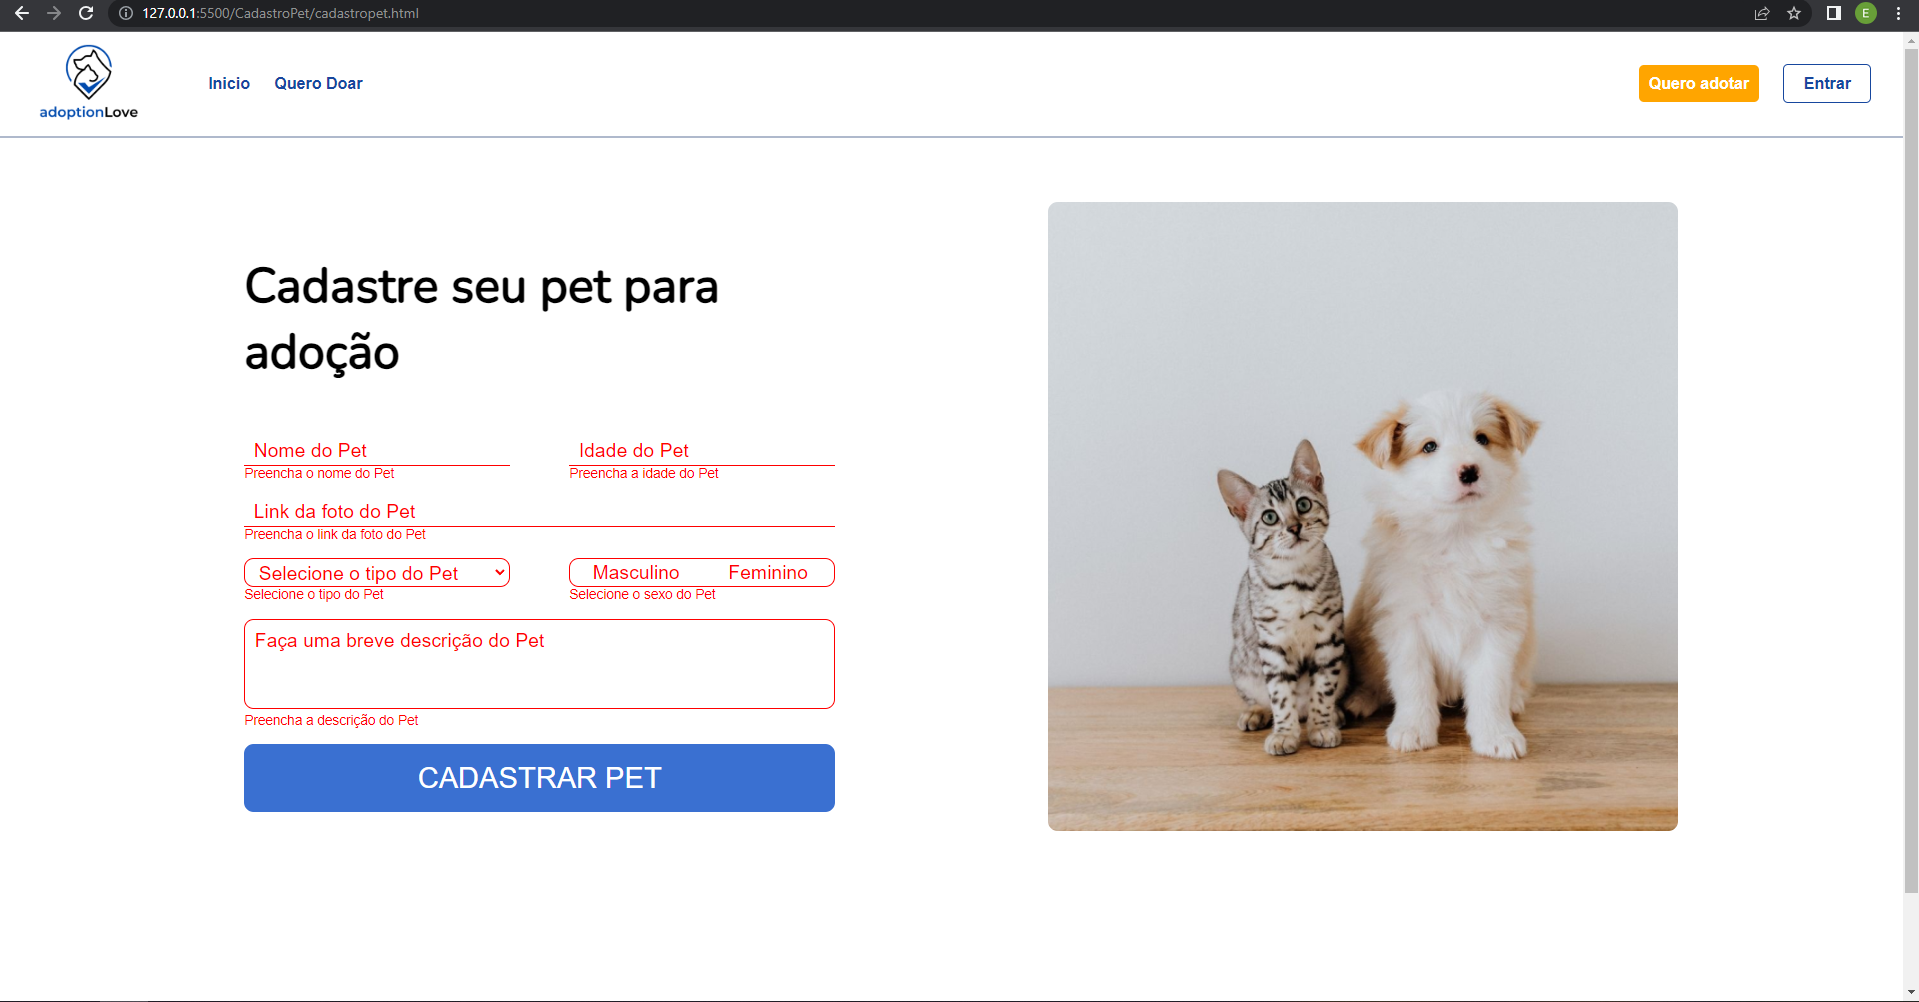 127.0.0.1:5500/CadastroPet/cadastropet.html
E
adoptionLove
Inicio
Quero Doar
Quero adotar
Entrar
Cadastre seu pet para
adoção
Nome do Pet
Idade do Pet
Preencha o nome do Pet
Preencha a idade do Pet
Link da foto do Pet
Preencha o link da foto do Pet
Selecione o tipo do Pet
Masculino
Feminino
Selecione o tipo do Pet
Selecione o sexo do Pet
Faça uma breve descrição do Pet
Preencha a descrição do Pet
CADASTRAR PET